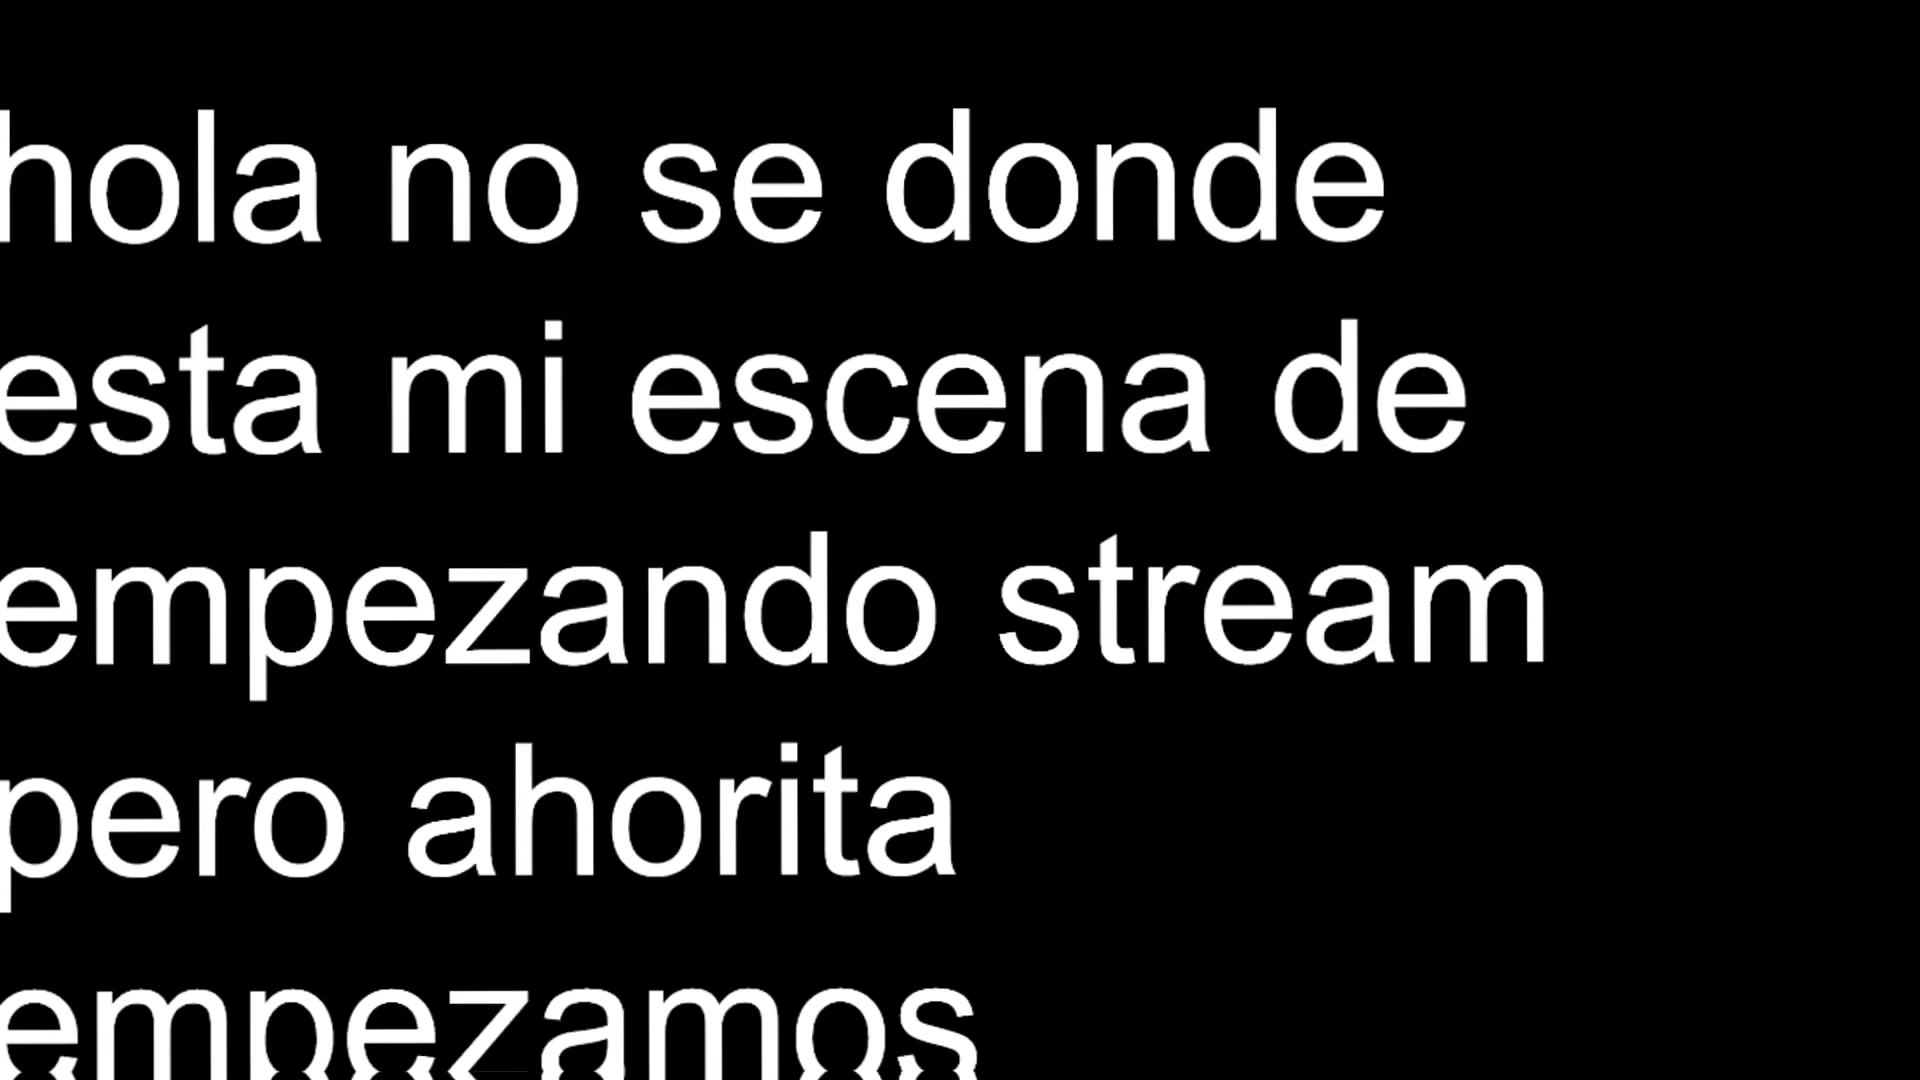 hola no se donde
esta mi escena de
empezando stream
pero ahorita
empezamos